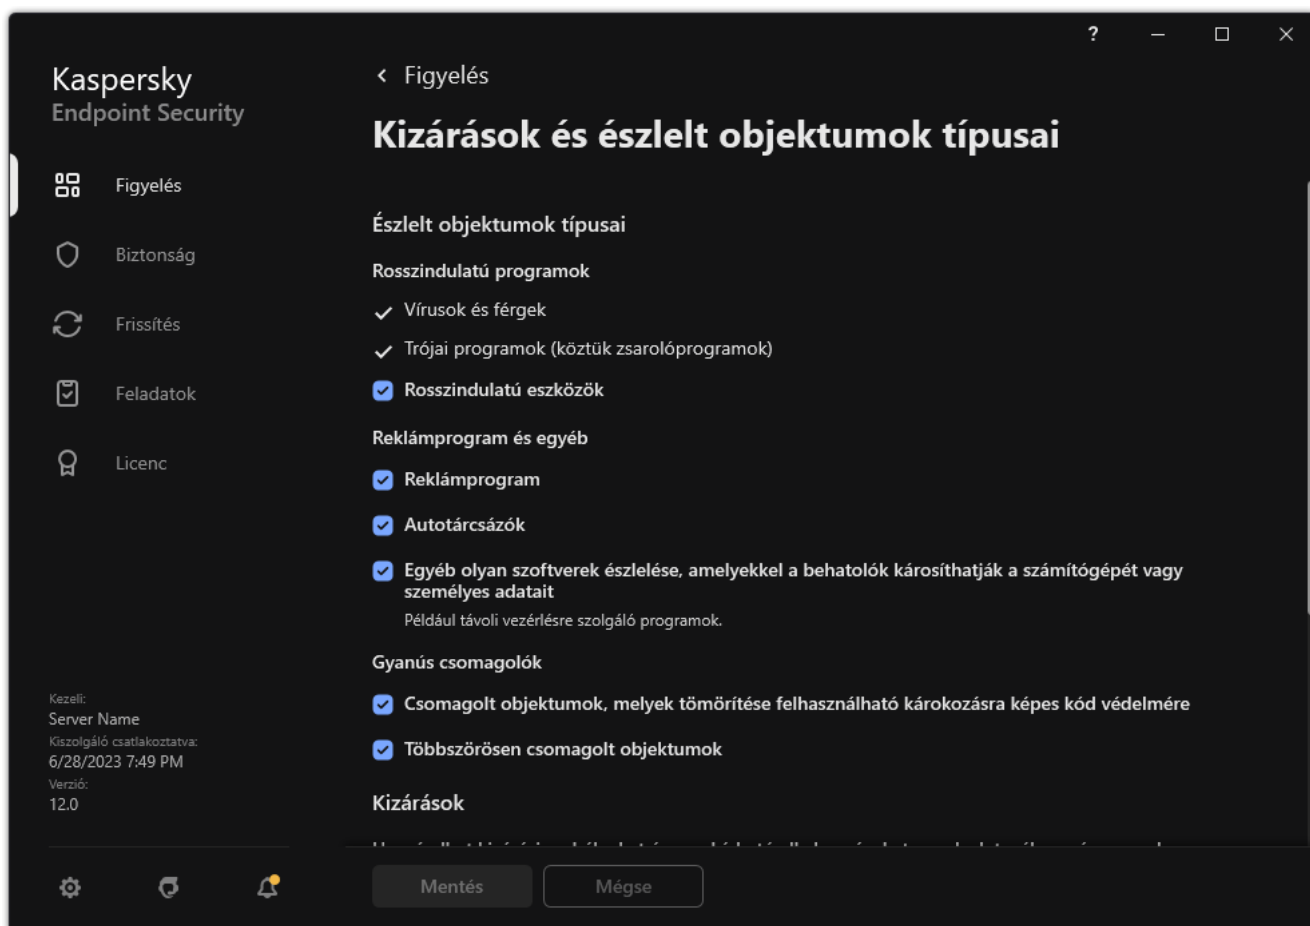 ?
Kaspersky
Endpoint Security
Figyelés
Biztonság
Frissítés
Feladatok
Licenc
Kezeli:
Server Name
Kiszolgáló csatlakoztatva:
6/28/2023 7:49 PM
Verzió:
12.0
Figyelés
Kizárások és észlelt objektumok típusai
Észlelt objektumok típusai
Rosszindulatú programok
Vírusok és férgek
Trójai programok (köztük zsarolóprogramok)
Rosszindulatú eszközök
Reklámprogram és egyéb
Reklámprogram
Autotárcsázók
Egyéb olyan szoftverek észlelése, amelyekkel a behatolók károsíthatják a számítógépét vagy
személyes adatait
Például távoli vezérlésre szolgáló programok.
Gyanús csomagolók
Csomagolt objektumok, melyek tömörítése felhasználható károkozásra képes kód védelmére
Többszörösen csomagolt objektumok
Kizárások
Mentés
Mégse